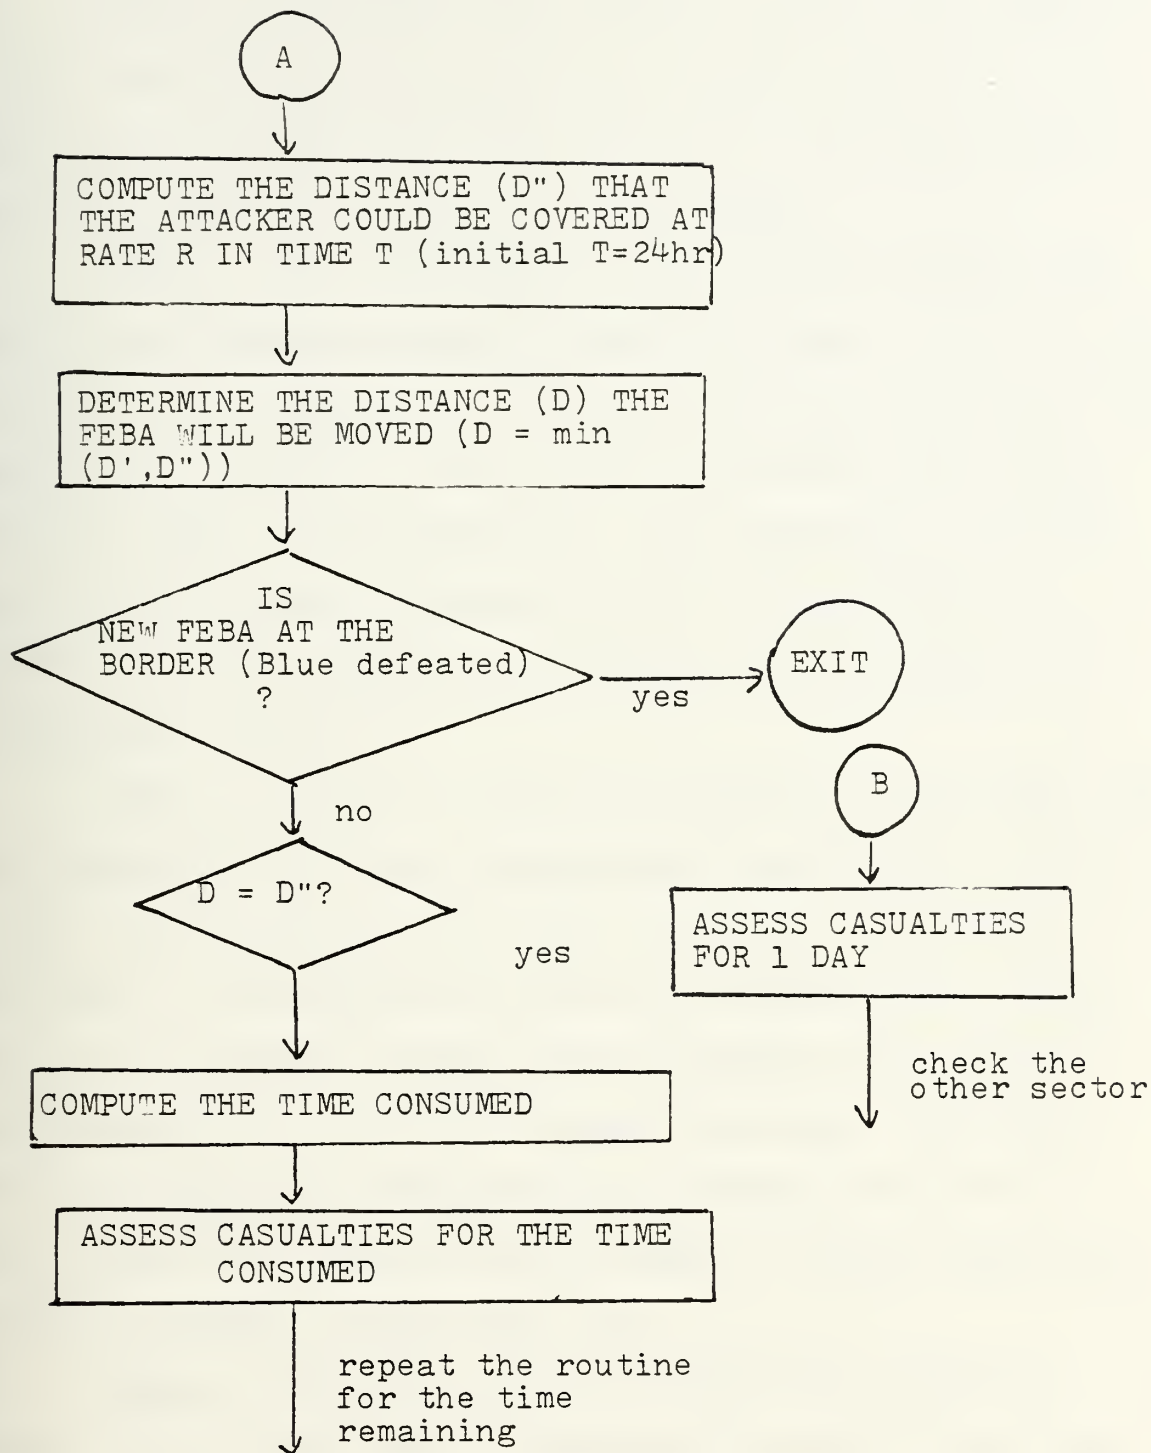 A
COMPUTE THE DISTANCE (D") THAT
THE ATTACKER COULD BE COVERED AT
RATE R IN TIME T (initial T=24hr)
DETERMINE THE DISTANCE (D) THE
FEBA WILL BE MOVED (D = min
(D',D"))
IS
NEW FEBA AT THE
BORDER (Blue defeated)
?
yes
EXIT
no
D = D"?
yes
B
ASSESS CASUALTIES
FOR 1 DAY
check the
other sector
COMPUTE THE TIME CONSUMED
ASSESS CASUALTIES FOR THE TIME
CONSUMED
repeat the routine
for the time
remaining